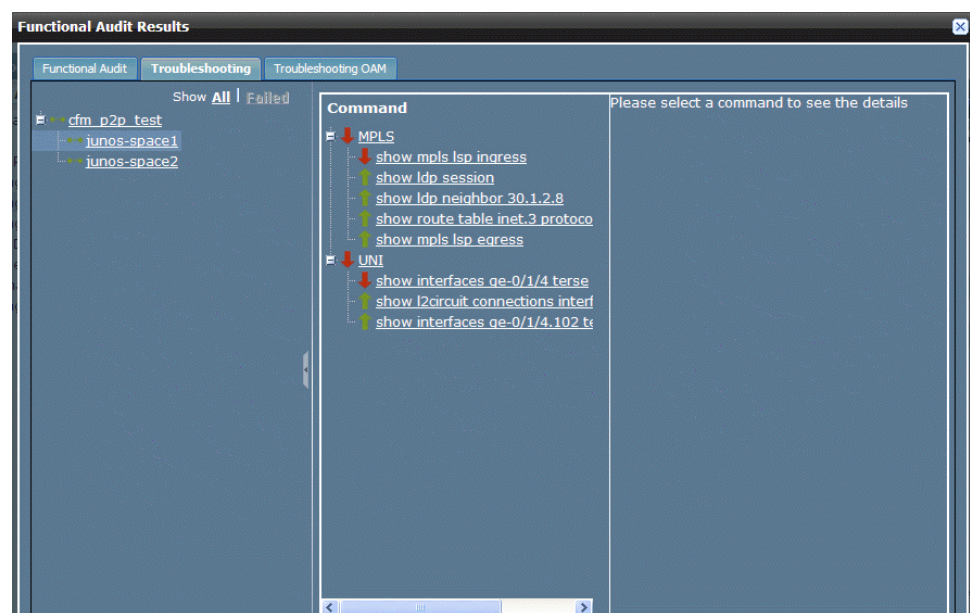 Functional Audit Results
Functional Audit Troubleshooting Troubleshooting OAM
Show All | Failed
cfm_p2p_test
junos-space1
junos-space2
Command
MPLS
show mpls lsp ingress
show ldp session
show ldp neighbor 30.1.2.8
show route table inet.3 protoco
show mpls lsp egress
UNI
show interfaces ge-0/1/4 terse
show l2circuit connections interf
show interfaces ge-0/1/4.102 te
Please select a command to see the details